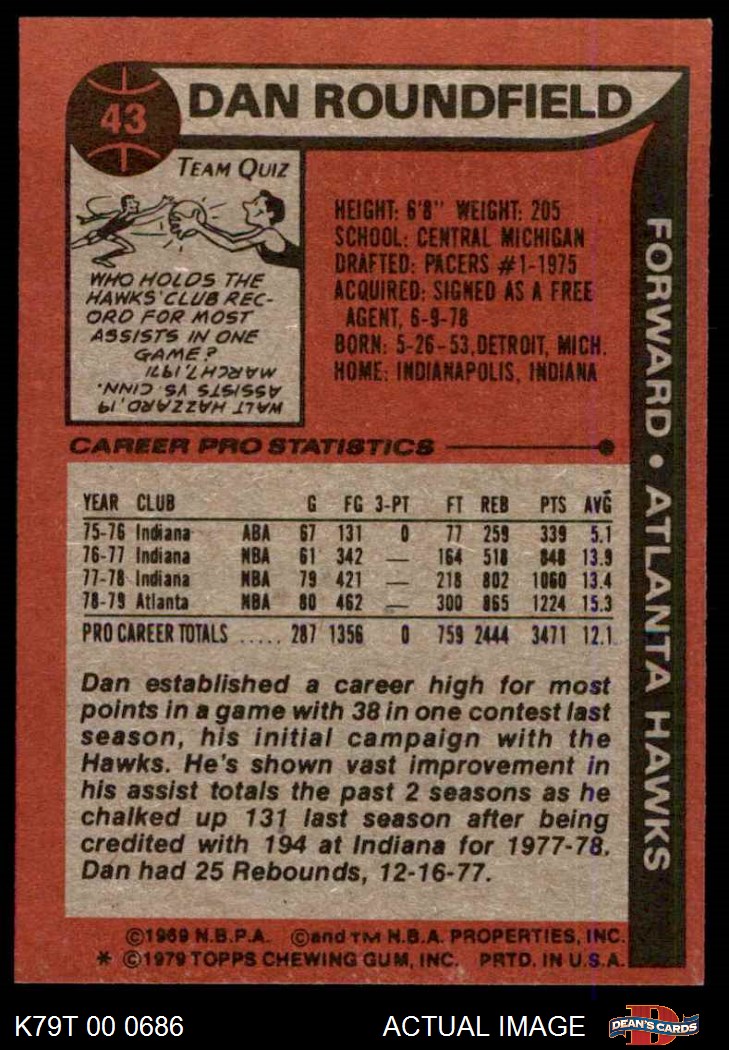 43
DAN ROUNDFIELD
TEAM QUIZ
WHO HOLDS THE
HAWKS' CLUB REC-
ORD FOR MOST
ASSISTS IN ONE
GAME?
WALT HAZZARD, 19
ASSISTS VS. CINN.,
MARCH 7, 1971
HEIGHT: 6'8" WEIGHT: 205
SCHOOL: CENTRAL MICHIGAN
DRAFTED: PACERS #1-1975
ACQUIRED: SIGNED AS A FREE
AGENT, 6-9-78
BORN: 5-26-53, DETROIT, MICH.
HOME: INDIANAPOLIS, INDIANA
FORWARD • ATLANTA HAWKS
CAREER PRO STATISTICS
YEAR CLUB G FG 3-PT FT REB PTS AVG
75-76 Indiana ABA 67 131 0 77 259 339 5.1
76-77 Indiana NBA 61 342 — 164 518 848 13.9
77-78 Indiana NBA 79 421 — 218 802 1060 13.4
78-79 Atlanta NBA 80 462 — 300 865 1224 15.3
PRO CAREER TOTALS ..... 287 1356 0 759 2444 3471 12.1
Dan established a career high for most
points in a game with 38 in one contest last
season, his initial campaign with the
Hawks. He's shown vast improvement in
his assist totals the past 2 seasons as he
chalked up 131 last season after being
credited with 194 at Indiana for 1977-78.
Dan had 25 Rebounds, 12-16-77.
©1969 N.B.P.A. ©and TM N.B.A. PROPERTIES, INC.
* ©1979 TOPPS CHEWING GUM, INC. PRTD. IN U.S.A.
K79T 00 0686
ACTUAL IMAGE
D
DEAN'S CARDS